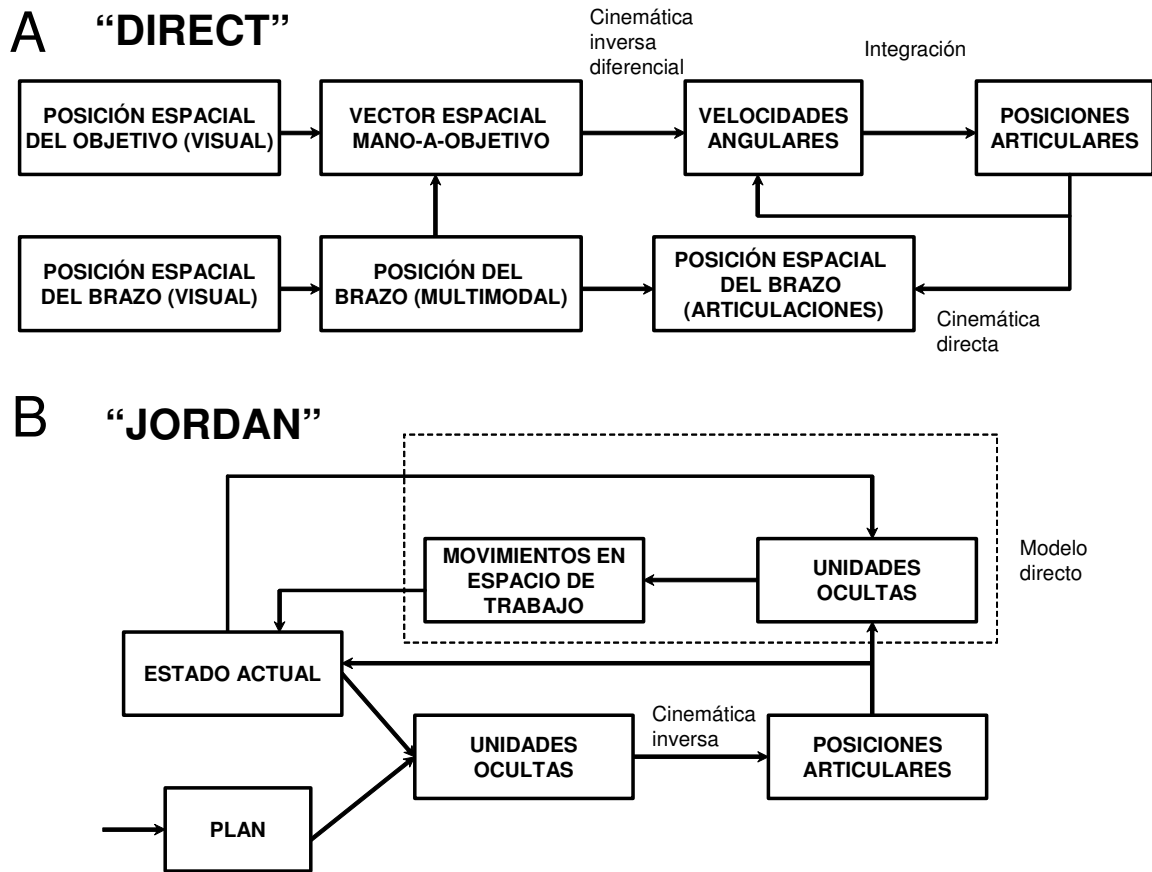 A “DIRECT”
Cinemática
inversa
diferencial
Integración
POSICIÓN ESPACIAL
DEL OBJETIVO (VISUAL)
VECTOR ESPACIAL
MANO-A-OBJETIVO
VELOCIDADES
ANGULARES
POSICIONES
ARTICULARES
POSICIÓN ESPACIAL
DEL BRAZO (VISUAL)
POSICIÓN DEL
BRAZO (MULTIMODAL)
POSICIÓN ESPACIAL
DEL BRAZO
(ARTICULACIONES)
Cinemática
directa
B “JORDAN”
MOVIMIENTOS EN
ESPACIO DE
TRABAJO
UNIDADES
OCULTAS
Modelo
directo
ESTADO ACTUAL
UNIDADES
OCULTAS
Cinemática
inversa
POSICIONES
ARTICULARES
PLAN